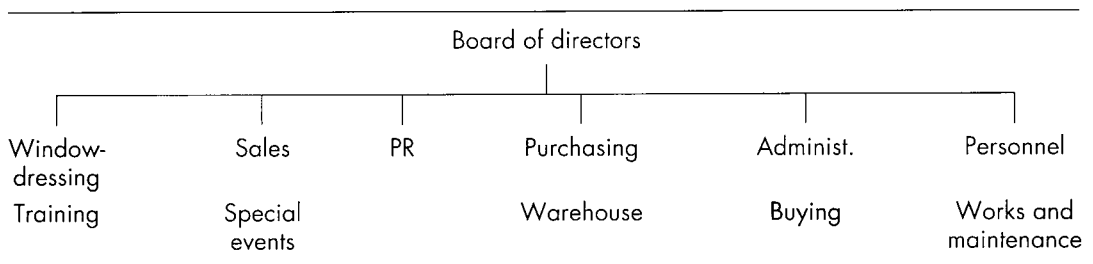 Board of directors
Window- Sales PR Purchasing Administ. Personnel
dressing
Training Special Warehouse Buying Works and
events maintenance